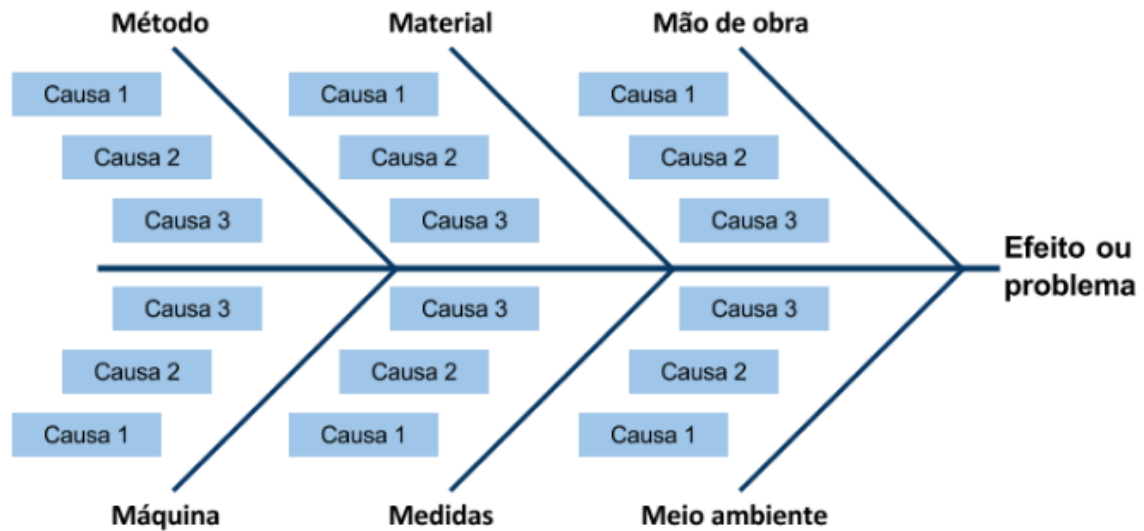 Método
Material
Mão de obra
Causa 1
Causa 1
Causa 1
Causa 2
Causa 2
Causa 2
Causa 3
Causa 3
Causa 3
Efeito ou
problema
Causa 3
Causa 3
Causa 3
Causa 2
Causa 2
Causa 2
Causa 1
Causa 1
Causa 1
Máquina
Medidas
Meio ambiente